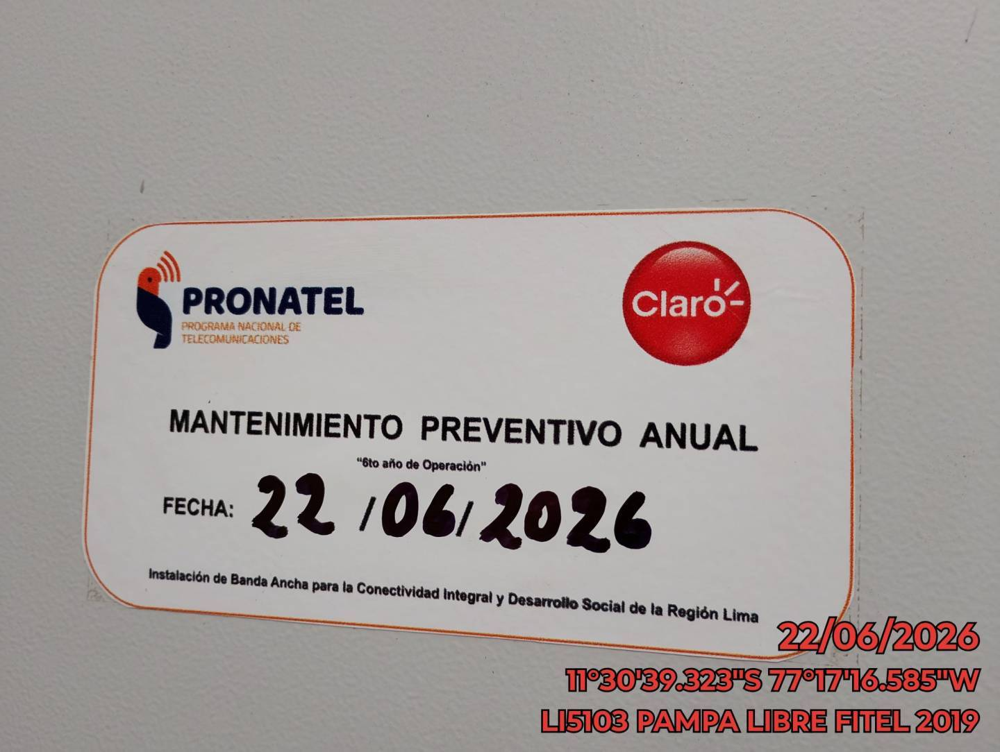 PRONATEL
PROGRAMA NACIONAL DE
TELECOMUNICACIONES
Claro
MANTENIMIENTO PREVENTIVO ANUAL
"6to año de Operación"
FECHA: 22/06/2026
Instalación de Banda Ancha para la Conectividad Integral y Desarrollo Social de la Región Lima
22/06/2026
11°30'39.323"S 77°17'16.585"W
LI5103 PAMPA LIBRE FITEL 2019